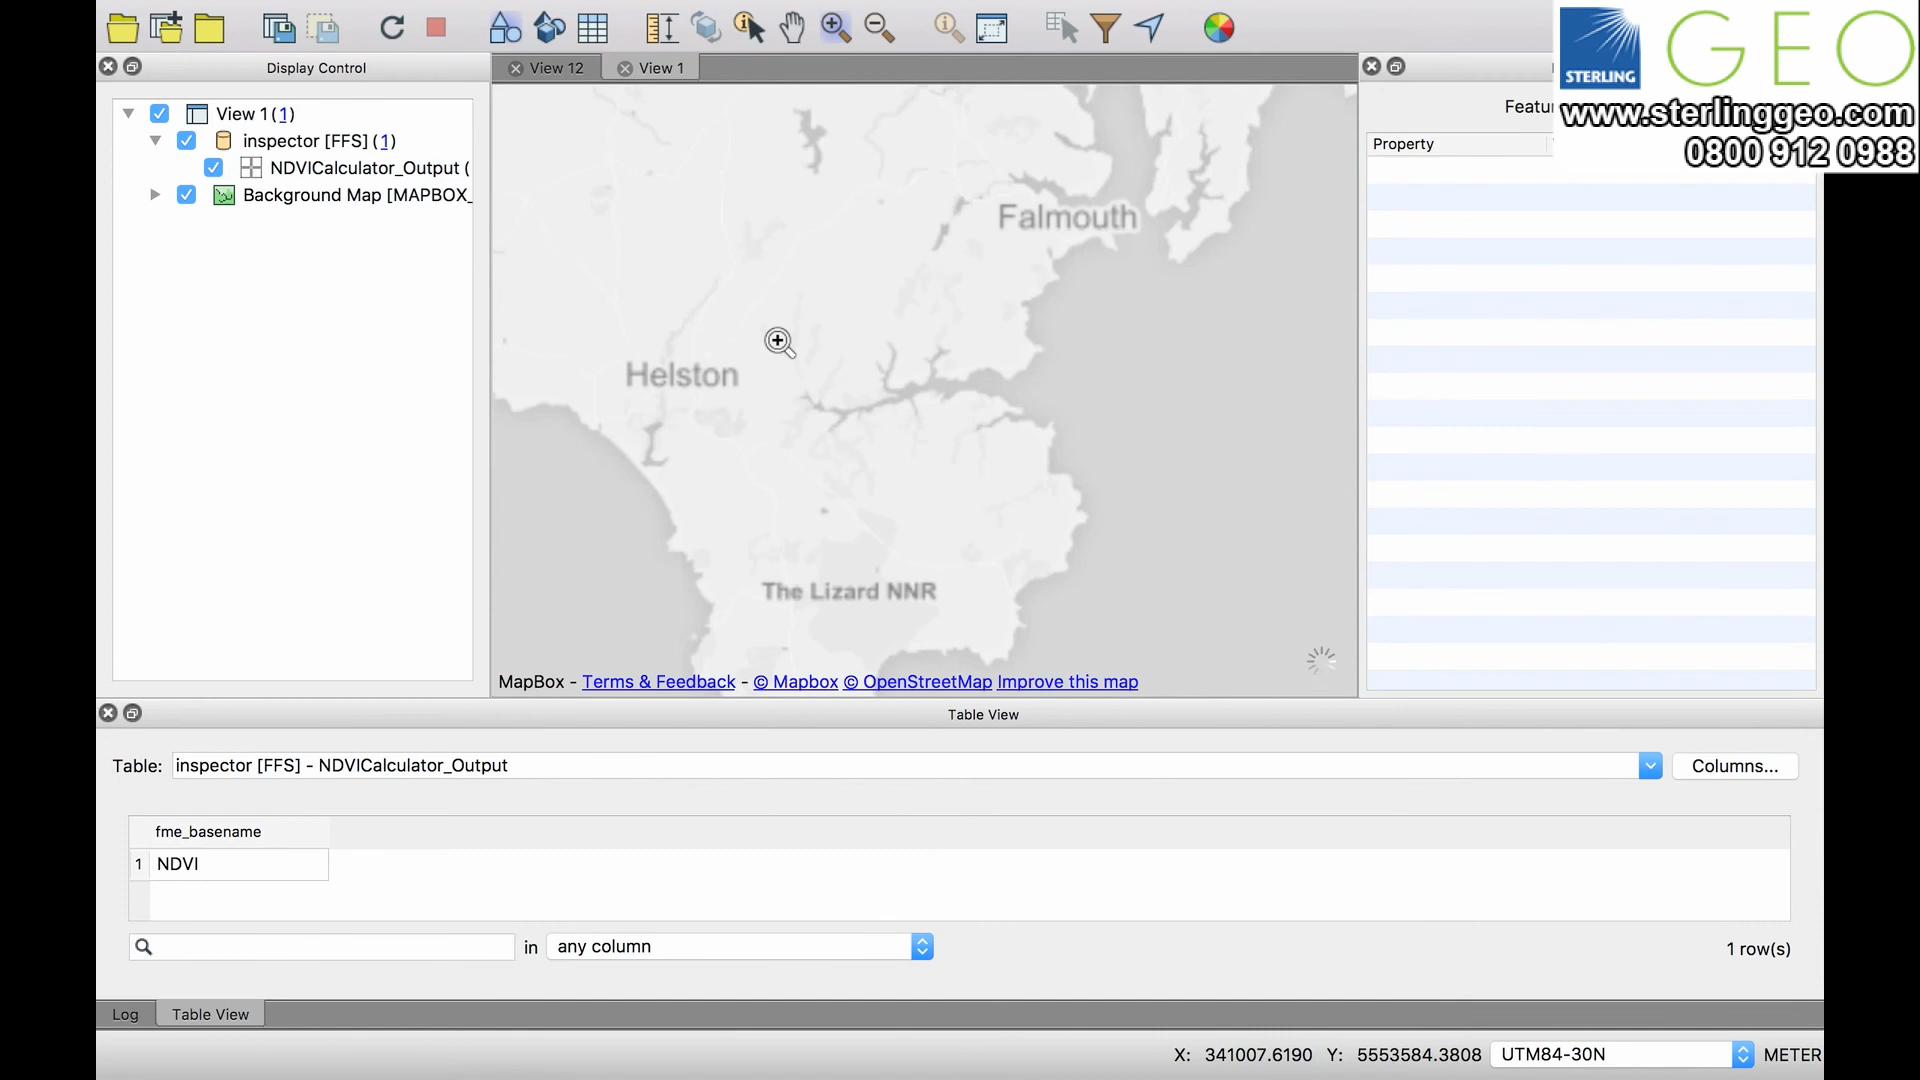 Display Control
View 12
View 1
Featu
STERLING
GEO
www.sterlinggeo.com
0800 912 0988
View 1 (1)
inspector [FFS] (1)
NDVICalculator_Output (
Background Map [MAPBOX_
Property
Falmouth
Helston
The Lizard NNR
MapBox - Terms & Feedback - © Mapbox © OpenStreetMap Improve this map
Table View
Table: inspector [FFS] - NDVICalculator_Output
Columns...
fme_basename
1 NDVI
in any column
1 row(s)
Log
Table View
X: 341007.6190 Y: 5553584.3808 UTM84-30N METER